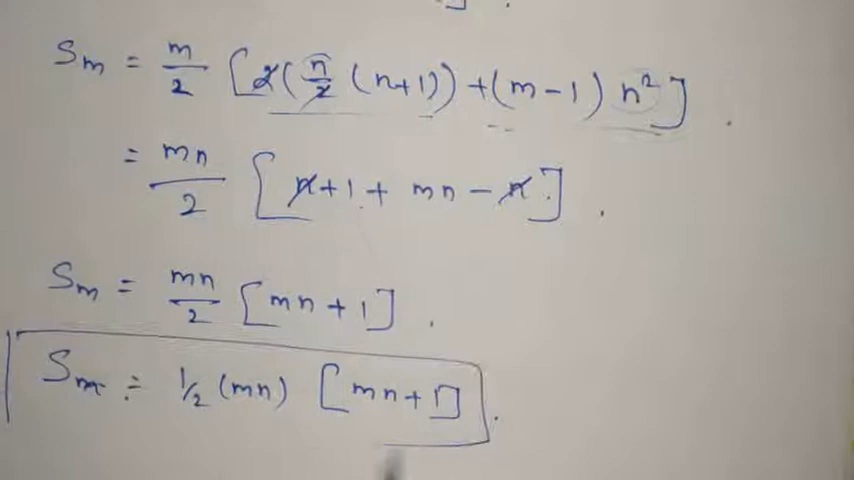 Sm = m/2 [2(n/2 (n+1)) + (m-1) n²]
= mn/2 [n+1 + mn - n].
Sm = mn/2 [mn + 1].
Sm = 1/2 (mn) [mn+1].